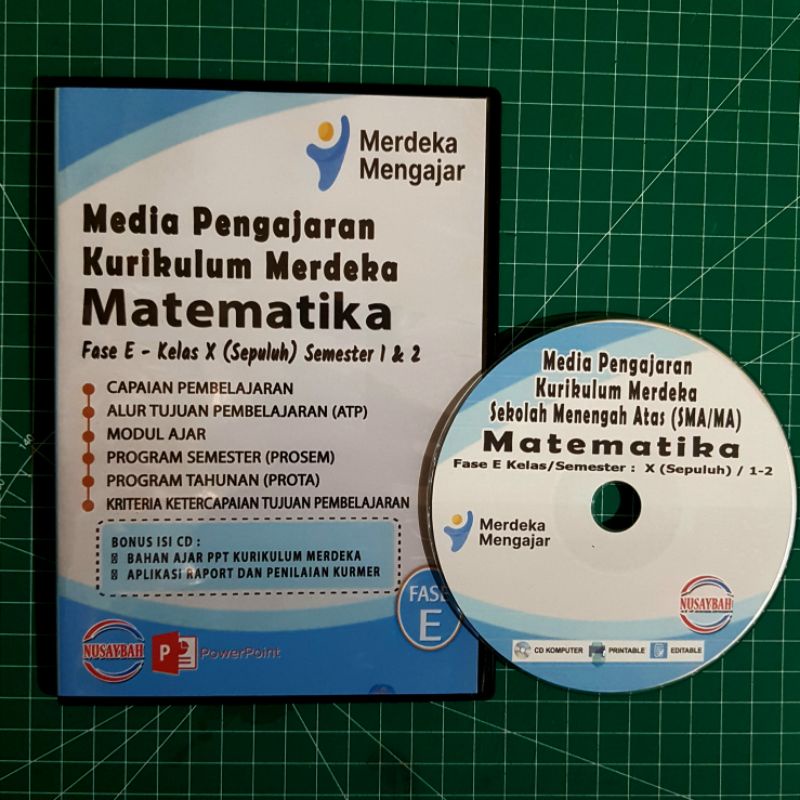 Merdeka
Mengajar
Media Pengajaran
Kurikulum Merdeka
Matematika
Fase E - Kelas X (Sepuluh) Semester 1 & 2
CAPAIAN PEMBELAJARAN
ALUR TUJUAN PEMBELAJARAN (ATP)
MODUL AJAR
PROGRAM SEMESTER (PROSEM)
PROGRAM TAHUNAN (PROTA)
KRITERIA KETERCAPAIAN TUJUAN PEMBELAJARAN
BONUS ISI CD :
BAHAN AJAR PPT KURIKULUM MERDEKA
APLIKASI RAPORT DAN PENILAIAN KURMER
FASE
E
NUSAYBAH
P
PowerPoint
Media Pengajaran
Kurikulum Merdeka
Sekolah Menengah Atas (SMA/MA)
Matematika
Fase E Kelas/Semester : X (Sepuluh) / 1-2
Merdeka
Mengajar
NUSAYBAH
CD KOMPUTER
PRINTABLE
EDITABLE